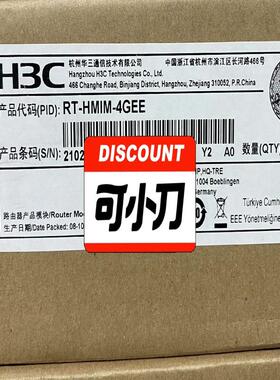 H3C
杭州华三通信技术有限公司
Hangzhou H3C Technologies Co., Ltd.
中国浙江省杭州市滨江区长河路466号
466 Changhe Road, Binjiang District, Hangzhou, Zhejiang 310052, P.R.China
产品代码(PID): RT-HMIM-4GEE
产品条码(S/N):
2102
Y2 A0
数量(QTY)
DISCOUNT
可小刀
P,HQ-TRE
1004 Boeblingen
Germany
路由器产品模块/Router Mod
生产日期/Date Packed: 08-10
Türkiye Cumhur
EEE Yönetmeliğine